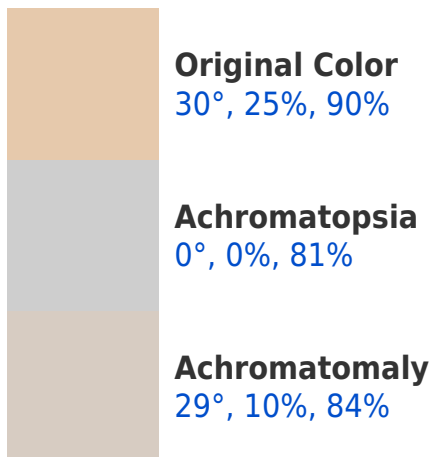 Original Color
30°, 25%, 90%
Achromatopsia
0°, 0%, 81%
Achromatomaly
29°, 10%, 84%